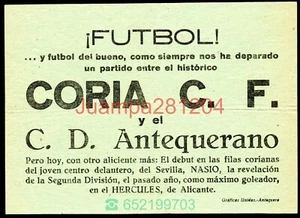 ¡FUTBOL!
... y futbol del bueno, como siempre nos ha deparado
un partido entre el histórico
CORIA C. F.
Juampa281204
y el
C. D. Antequerano
Pero hoy, con otro aliciente más: El debut en las filas corianas
del joven centro delantero, del Sevilla, NASIO, la revelación
de la Segunda División, el pasado año, como máximo goleador,
en el HERCULES, de Alicante.
Gráficas Unidas.-Antequera
652199703